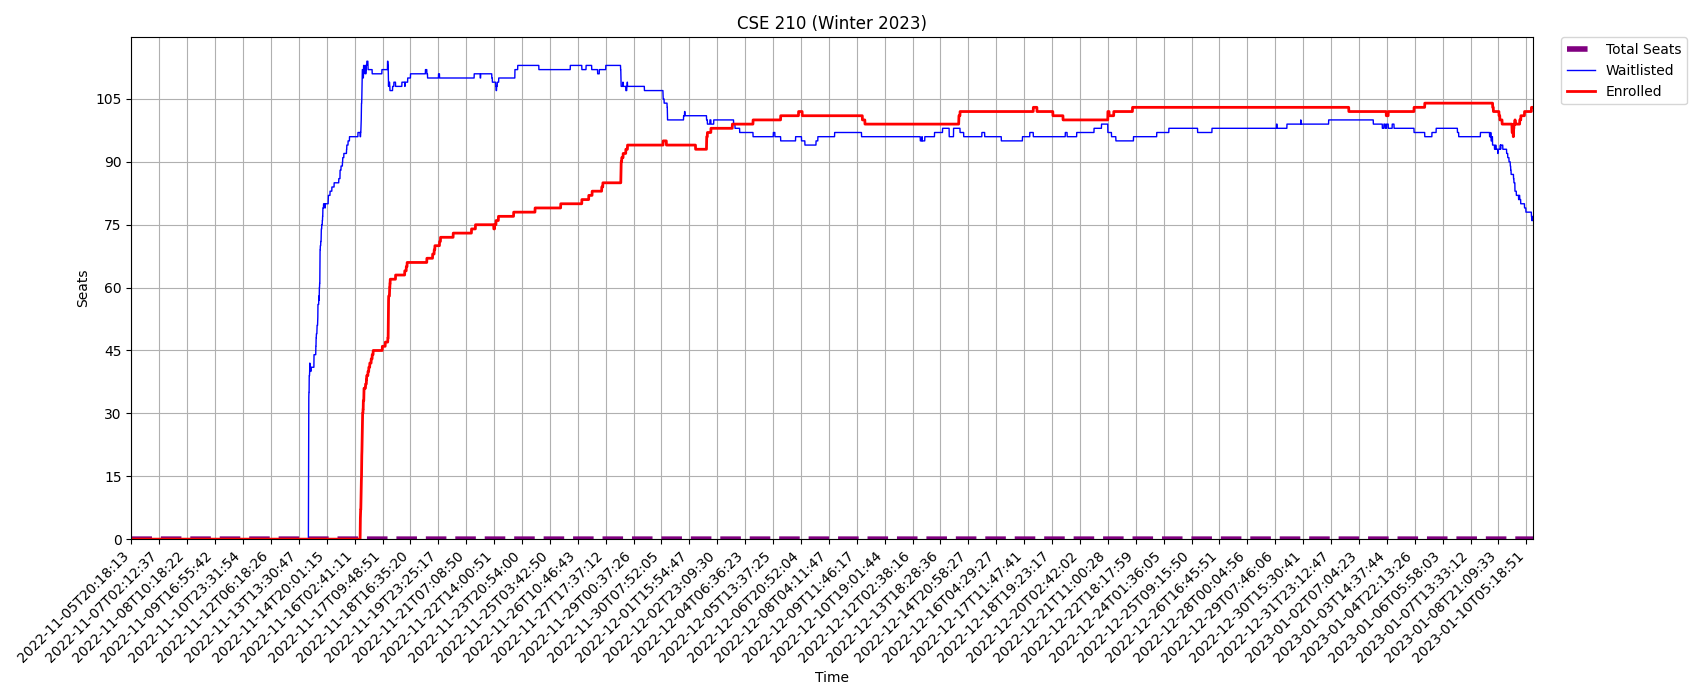 CSE 210 (Winter 2023)
Total Seats
Waitlisted
Enrolled
Seats
105
90
75
60
45
30
15
0
2022-11-05T20:18:13
2022-11-07T02:12:37
2022-11-08T10:18:22
2022-11-09T16:55:42
2022-11-10T23:31:54
2022-11-12T06:18:26
2022-11-13T13:30:47
2022-11-14T20:01:15
2022-11-16T02:41:11
2022-11-17T09:48:51
2022-11-18T16:35:20
2022-11-19T23:25:17
2022-11-21T07:08:50
2022-11-22T14:00:51
2022-11-23T20:54:00
2022-11-25T03:42:50
2022-11-26T10:46:43
2022-11-27T17:37:12
2022-11-29T00:37:26
2022-11-30T07:52:05
2022-12-01T15:54:47
2022-12-02T23:09:30
2022-12-04T06:36:23
2022-12-05T13:37:25
2022-12-06T20:52:04
2022-12-08T04:11:47
2022-12-09T11:46:17
2022-12-10T19:01:44
2022-12-12T02:38:16
2022-12-13T18:28:36
2022-12-14T20:58:27
2022-12-16T04:29:27
2022-12-17T11:47:41
2022-12-18T19:23:17
2022-12-20T02:42:02
2022-12-21T11:00:28
2022-12-22T18:17:59
2022-12-24T01:36:05
2022-12-25T09:15:50
2022-12-26T16:45:51
2022-12-28T00:04:56
2022-12-29T07:46:06
2022-12-30T15:30:41
2022-12-31T23:12:47
2023-01-02T07:04:23
2023-01-03T14:37:44
2023-01-04T22:13:26
2023-01-06T05:58:03
2023-01-07T13:33:12
2023-01-08T21:09:33
2023-01-10T05:18:51
Time